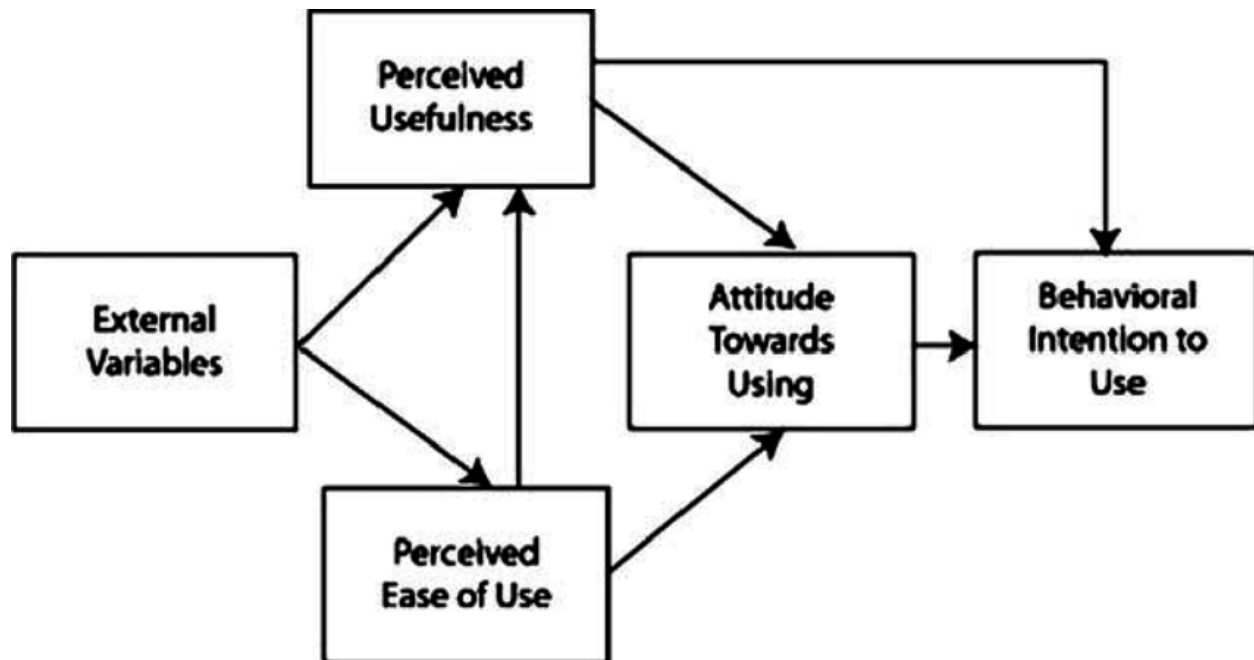 Perceived
Usefulness
External
Variables
Attitude
Towards
Using
Behavioral
Intention to
Use
Perceived
Ease of Use